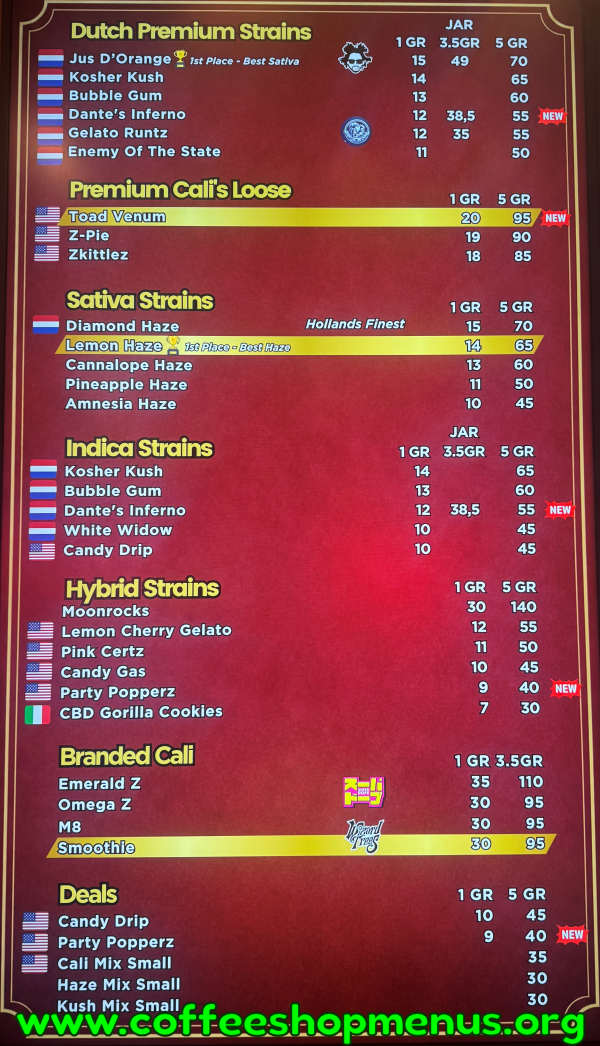 Dutch Premium Strains
JAR
1 GR 3.5GR 5 GR
Jus D'Orange 1st Place - Best Sativa 15 49 70
Kosher Kush 14 65
Bubble Gum 13 60
Dante's Inferno 12 38,5 55 NEW
Gelato Runtz 12 35 55
Enemy Of The State 11 50
Premium Cali's Loose 1 GR 5 GR
Toad Venum 20 95 NEW
Z-Pie 19 90
Zkittlez 18 85
Sativa Strains 1 GR 5 GR
Diamond Haze Hollands Finest 15 70
Lemon Haze 1st Place - Best Haze 14 65
Cannalope Haze 13 60
Pineapple Haze 11 50
Amnesia Haze 10 45
JAR
Indica Strains 1 GR 3.5GR 5 GR
Kosher Kush 14 65
Bubble Gum 13 60
Dante's Inferno 12 38,5 55 NEW
White Widow 10 45
Candy Drip 10 45
Hybrid Strains 1 GR 5 GR
Moonrocks 30 140
Lemon Cherry Gelato 12 55
Pink Certz 11 50
Candy Gas 10 45
Party Popperz 9 40 NEW
CBD Gorilla Cookies 7 30
Branded Cali 1 GR 3.5GR
Emerald Z 35 110
Omega Z 30 95
M8 30 95
Wizard Trees
Smoothie 30 95
Deals 1 GR 5 GR
Candy Drip 10 45
Party Popperz 9 40 NEW
Cali Mix Small 35
Haze Mix Small 30
Kush Mix Small 30
www.coffeeshopmenus.org